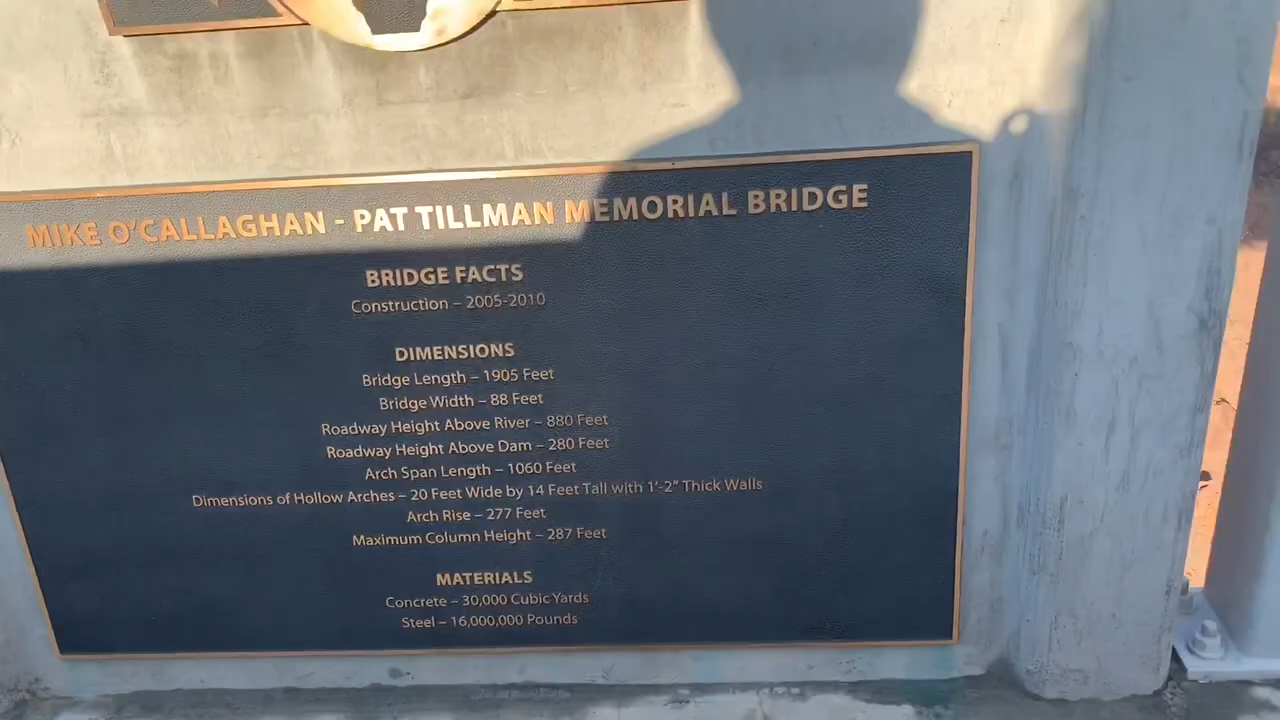 MIKE O'CALLAGHAN - PAT TILLMAN MEMORIAL BRIDGE
BRIDGE FACTS
Construction – 2005-2010
DIMENSIONS
Bridge Length – 1905 Feet
Bridge Width – 88 Feet
Roadway Height Above River – 880 Feet
Roadway Height Above Dam – 280 Feet
Arch Span Length – 1060 Feet
Dimensions of Hollow Arches – 20 Feet Wide by 14 Feet Tall with 1'-2" Thick Walls
Arch Rise – 277 Feet
Maximum Column Height – 287 Feet
MATERIALS
Concrete – 30,000 Cubic Yards
Steel – 16,000,000 Pounds